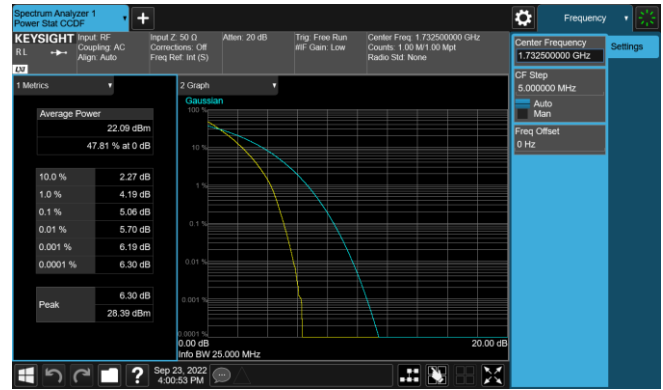 Spectrum Analyzer 1
Power Stat CCDF
Frequency
KEYSIGHT
RL
LXI
Input: RF
Coupling: AC
Align: Auto
Input Z: 50 Ω
Corrections: Off
Freq Ref: Int (S)
Atten: 20 dB
Trig: Free Run
#IF Gain: Low
Center Freq: 1.732500000 GHz
Counts: 1.00 M/1.00 Mpt
Radio Std: None
Center Frequency
1.732500000 GHz
Settings
CF Step
5.000000 MHz
Auto
Man
Freq Offset
0 Hz
1 Metrics
Average Power
22.09 dBm
47.81 % at 0 dB
10.0 % 2.27 dB
1.0 % 4.19 dB
0.1 % 5.06 dB
0.01 % 5.70 dB
0.001 % 6.19 dB
0.0001 % 6.30 dB
Peak
6.30 dB
28.39 dBm
2 Graph
Gaussian
100 %
10 %
1 %
0.1 %
0.01 %
0.001 %
0.0001 %
0.00 dB
20.00 dB
Info BW 25.000 MHz
?
Sep 23, 2022
4:00:53 PM